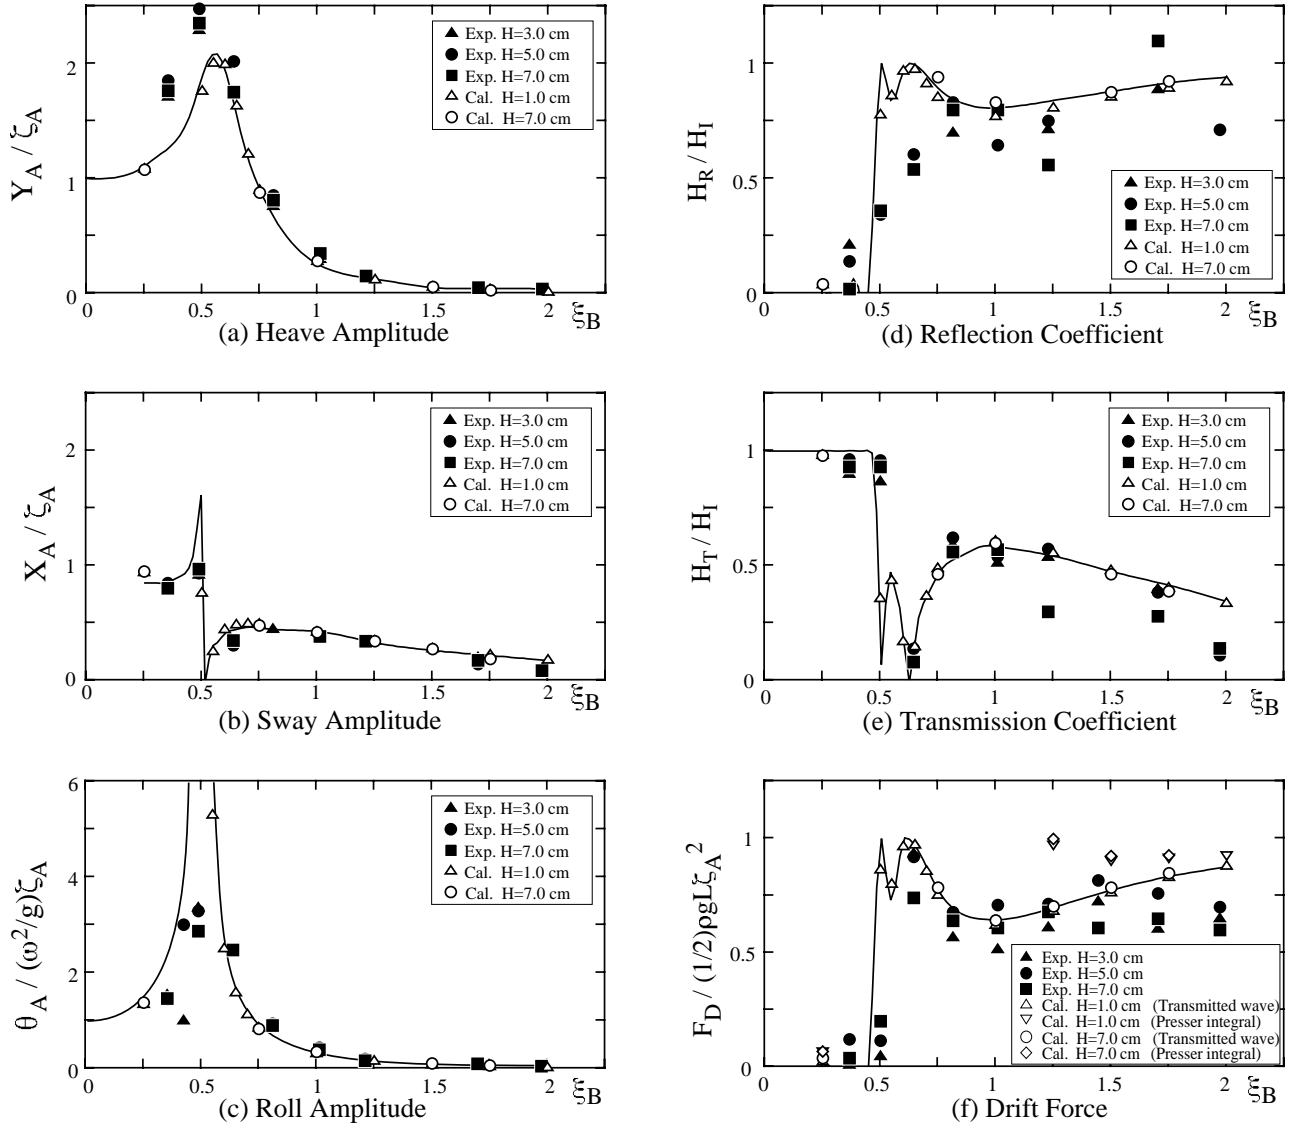 Y_A / ζ_A
2
1
0
0
0.5
1
1.5
2
ξ_B
Exp. H=3.0 cm
Exp. H=5.0 cm
Exp. H=7.0 cm
Cal. H=1.0 cm
Cal. H=7.0 cm
(a) Heave Amplitude
X_A / ζ_A
2
1
0
0
0.5
1
1.5
2
ξ_B
Exp. H=3.0 cm
Exp. H=5.0 cm
Exp. H=7.0 cm
Cal. H=1.0 cm
Cal. H=7.0 cm
(b) Sway Amplitude
θ_A / (ω²/g)ζ_A
6
4
2
0
0
0.5
1
1.5
2
ξ_B
Exp. H=3.0 cm
Exp. H=5.0 cm
Exp. H=7.0 cm
Cal. H=1.0 cm
Cal. H=7.0 cm
(c) Roll Amplitude
H_R / H_I
1
0.5
0
0
0.5
1
1.5
2
ξ_B
Exp. H=3.0 cm
Exp. H=5.0 cm
Exp. H=7.0 cm
Cal. H=1.0 cm
Cal. H=7.0 cm
(d) Reflection Coefficient
H_T / H_I
1
0.5
0
0
0.5
1
1.5
2
ξ_B
Exp. H=3.0 cm
Exp. H=5.0 cm
Exp. H=7.0 cm
Cal. H=1.0 cm
Cal. H=7.0 cm
(e) Transmission Coefficient
F_D / (1/2)ρgLζ_A²
1
0.5
0
0
0.5
1
1.5
2
ξ_B
Exp. H=3.0 cm
Exp. H=5.0 cm
Exp. H=7.0 cm
Cal. H=1.0 cm (Transmitted wave)
Cal. H=1.0 cm (Presser integral)
Cal. H=7.0 cm (Transmitted wave)
Cal. H=7.0 cm (Presser integral)
(f) Drift Force